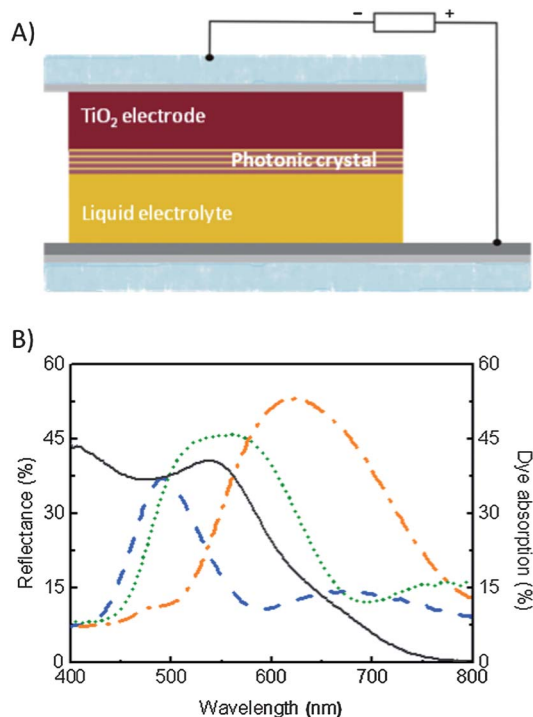 A)
− +
TiO₂ electrode
Photonic crystal
Liquid electrolyte
B)
60 60
45 45
30 30
15 15
0 0
400 500 600 700 800
Reflectance (%)
Dye absorption (%)
Wavelength (nm)